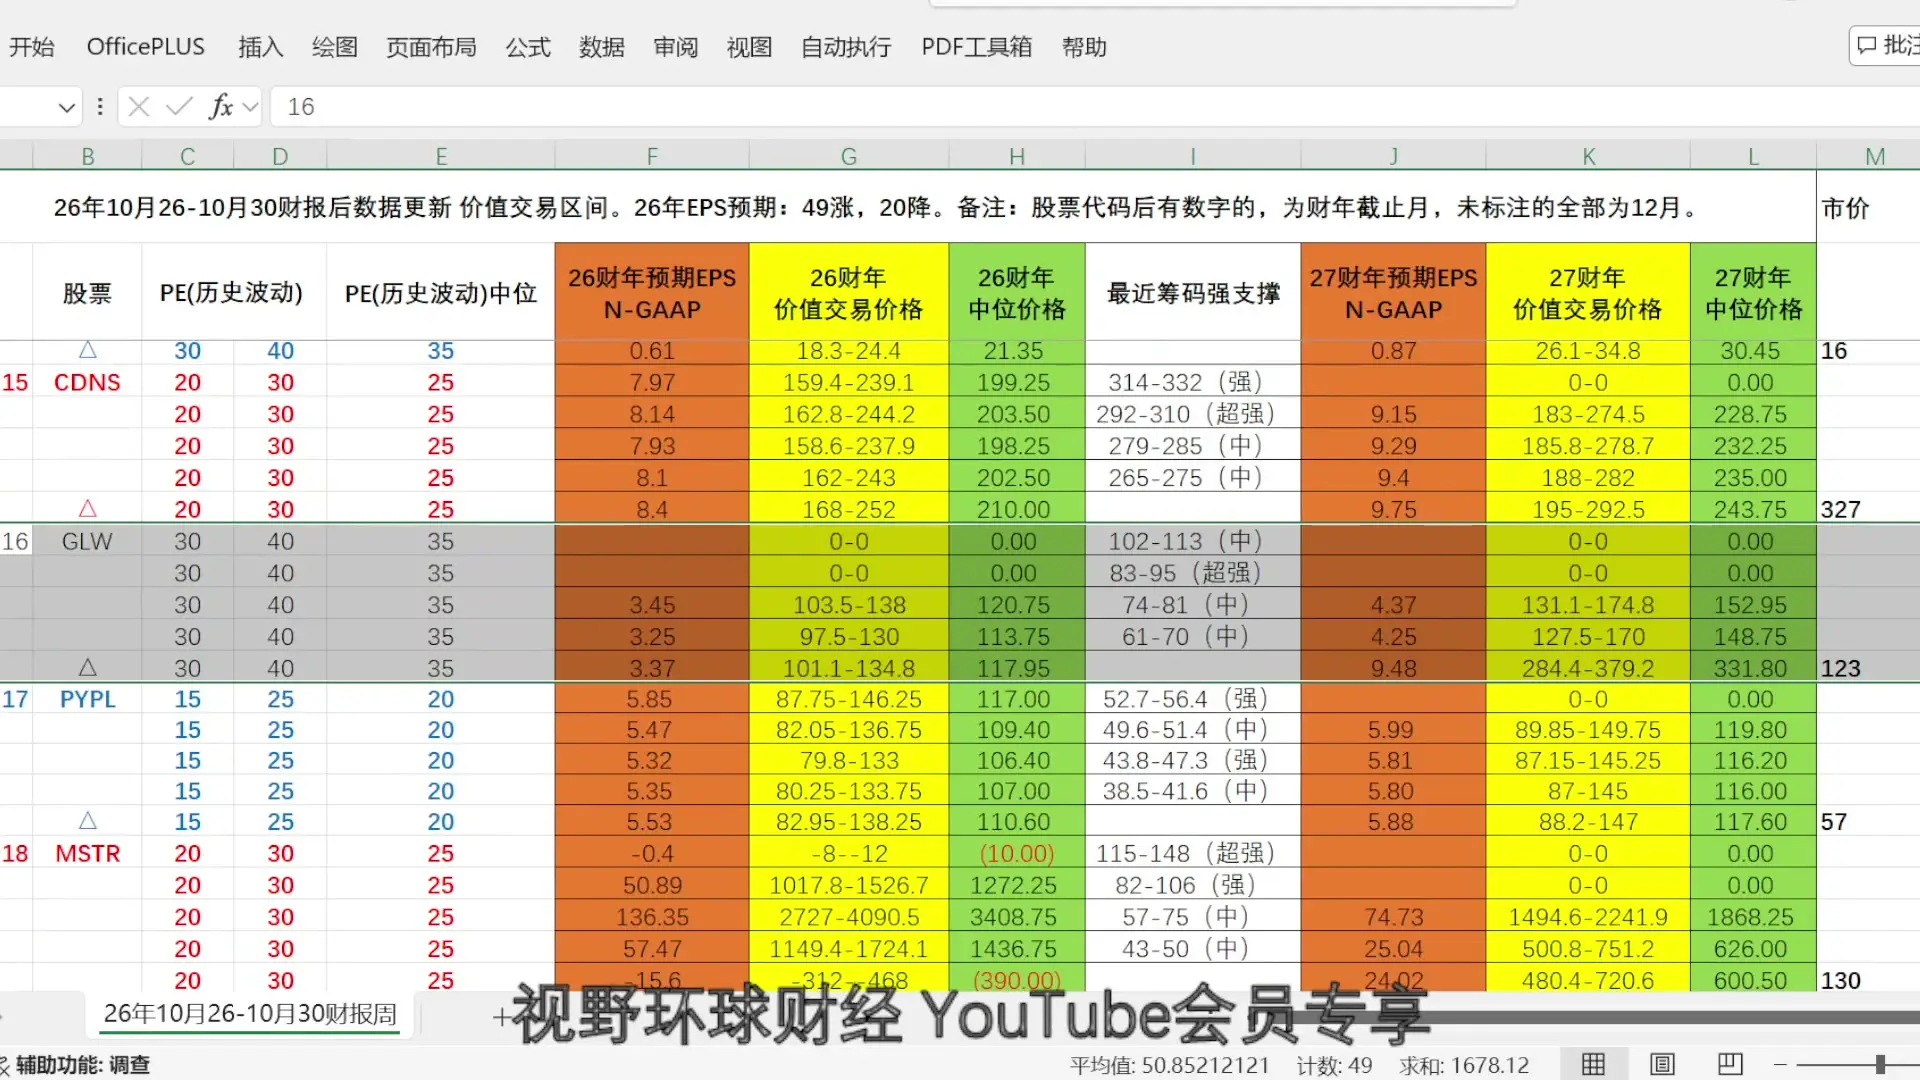 开始 OfficePLUS 插入 绘图 页面布局 公式 数据 审阅 视图 自动执行 PDF工具箱 帮助 批注
fx 16
B C D E F G H I J K L M
26年10月26-10月30财报后数据更新 价值交易区间。26年EPS预期：49涨，20降。备注：股票代码后有数字的，为财年截止月，未标注的全部为12月。 市价
股票 PE(历史波动) PE(历史波动)中位 26财年预期EPS N-GAAP 26财年 价值交易价格 26财年 中位价格 最近筹码强支撑 27财年预期EPS N-GAAP 27财年 价值交易价格 27财年 中位价格
△ 30 40 35 0.61 18.3-24.4 21.35 0.87 26.1-34.8 30.45 16
15 CDNS 20 30 25 7.97 159.4-239.1 199.25 314-332（强） 0-0 0.00
20 30 25 8.14 162.8-244.2 203.50 292-310（超强） 9.15 183-274.5 228.75
20 30 25 7.93 158.6-237.9 198.25 279-285（中） 9.29 185.8-278.7 232.25
20 30 25 8.1 162-243 202.50 265-275（中） 9.4 188-282 235.00
△ 20 30 25 8.4 168-252 210.00 9.75 195-292.5 243.75 327
16 GLW 30 40 35 0-0 0.00 102-113（中） 0-0 0.00
30 40 35 0-0 0.00 83-95（超强） 0-0 0.00
30 40 35 3.45 103.5-138 120.75 74-81（中） 4.37 131.1-174.8 152.95
30 40 35 3.25 97.5-130 113.75 61-70（中） 4.25 127.5-170 148.75
△ 30 40 35 3.37 101.1-134.8 117.95 9.48 284.4-379.2 331.80 123
17 PYPL 15 25 20 5.85 87.75-146.25 117.00 52.7-56.4（强） 0-0 0.00
15 25 20 5.47 82.05-136.75 109.40 49.6-51.4（中） 5.99 89.85-149.75 119.80
15 25 20 5.32 79.8-133 106.40 43.8-47.3（强） 5.81 87.15-145.25 116.20
15 25 20 5.35 80.25-133.75 107.00 38.5-41.6（中） 5.80 87-145 116.00
△ 15 25 20 5.53 82.95-138.25 110.60 5.88 88.2-147 117.60 57
18 MSTR 20 30 25 -0.4 -8--12 (10.00) 115-148（超强） 0-0 0.00
20 30 25 50.89 1017.8-1526.7 1272.25 82-106（强） 0-0 0.00
20 30 25 136.35 2727-4090.5 3408.75 57-75（中） 74.73 1494.6-2241.9 1868.25
20 30 25 57.47 1149.4-1724.1 1436.75 43-50（中） 25.04 500.8-751.2 626.00
20 30 25 -15.6 -312--468 (390.00) 24.02 480.4-720.6 600.50 130
26年10月26-10月30财报周
视野环球财经 YouTube会员专享
辅助功能: 调查 平均值: 50.85212121 计数: 49 求和: 1678.12